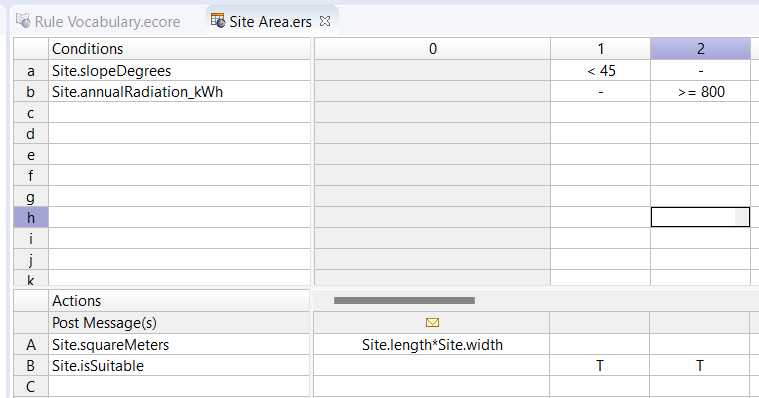 Rule Vocabulary.ecore Site Area.ers
Conditions 0 1 2
a Site.slopeDegrees < 45 -
b Site.annualRadiation_kWh - >= 800
c
d
e
f
g
h
i
j
k
Actions
Post Message(s)
A Site.squareMeters Site.length*Site.width
B Site.isSuitable T T
C